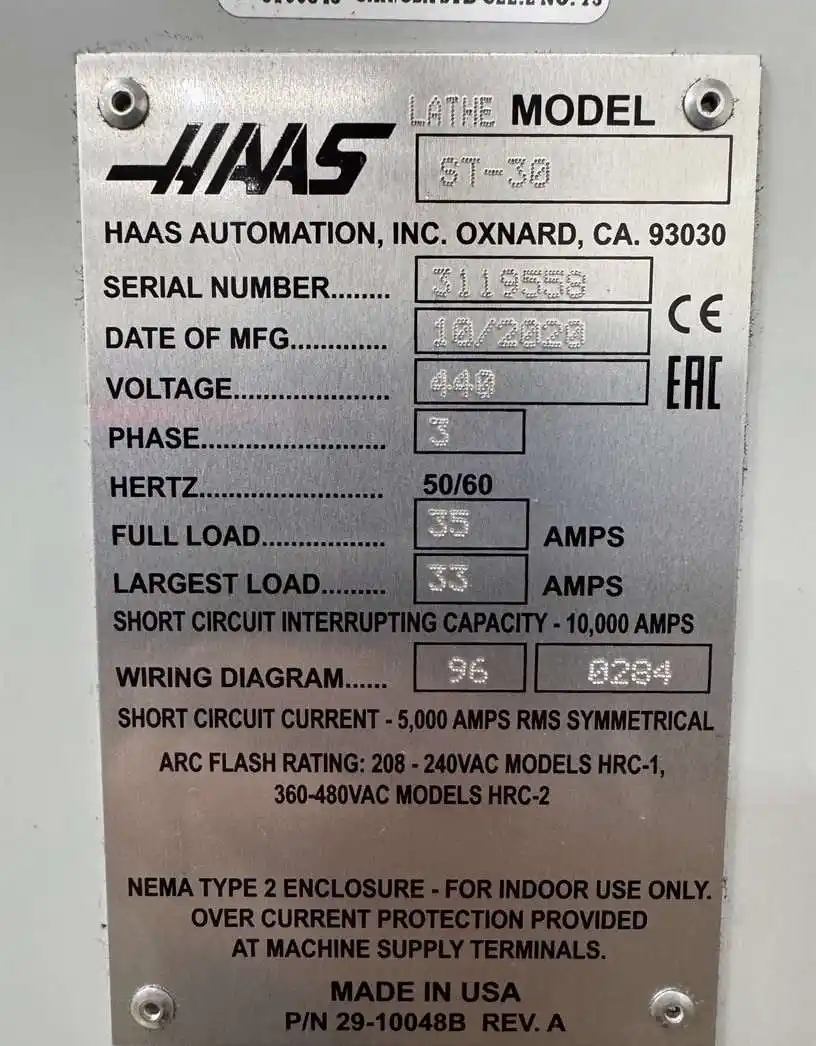 LATHE MODEL
HAAS
ST-30
HAAS AUTOMATION, INC. OXNARD, CA. 93030
SERIAL NUMBER........ 3119558
DATE OF MFG............. 10/2020
CE
VOLTAGE..................... 440
EAC
PHASE........................ 3
HERTZ........................ 50/60
FULL LOAD................ 35 AMPS
LARGEST LOAD......... 33 AMPS
SHORT CIRCUIT INTERRUPTING CAPACITY - 10,000 AMPS
WIRING DIAGRAM...... 96 0284
SHORT CIRCUIT CURRENT - 5,000 AMPS RMS SYMMETRICAL
ARC FLASH RATING: 208 - 240VAC MODELS HRC-1,
360-480VAC MODELS HRC-2
NEMA TYPE 2 ENCLOSURE - FOR INDOOR USE ONLY.
OVER CURRENT PROTECTION PROVIDED
AT MACHINE SUPPLY TERMINALS.
MADE IN USA
P/N 29-10048B REV. A